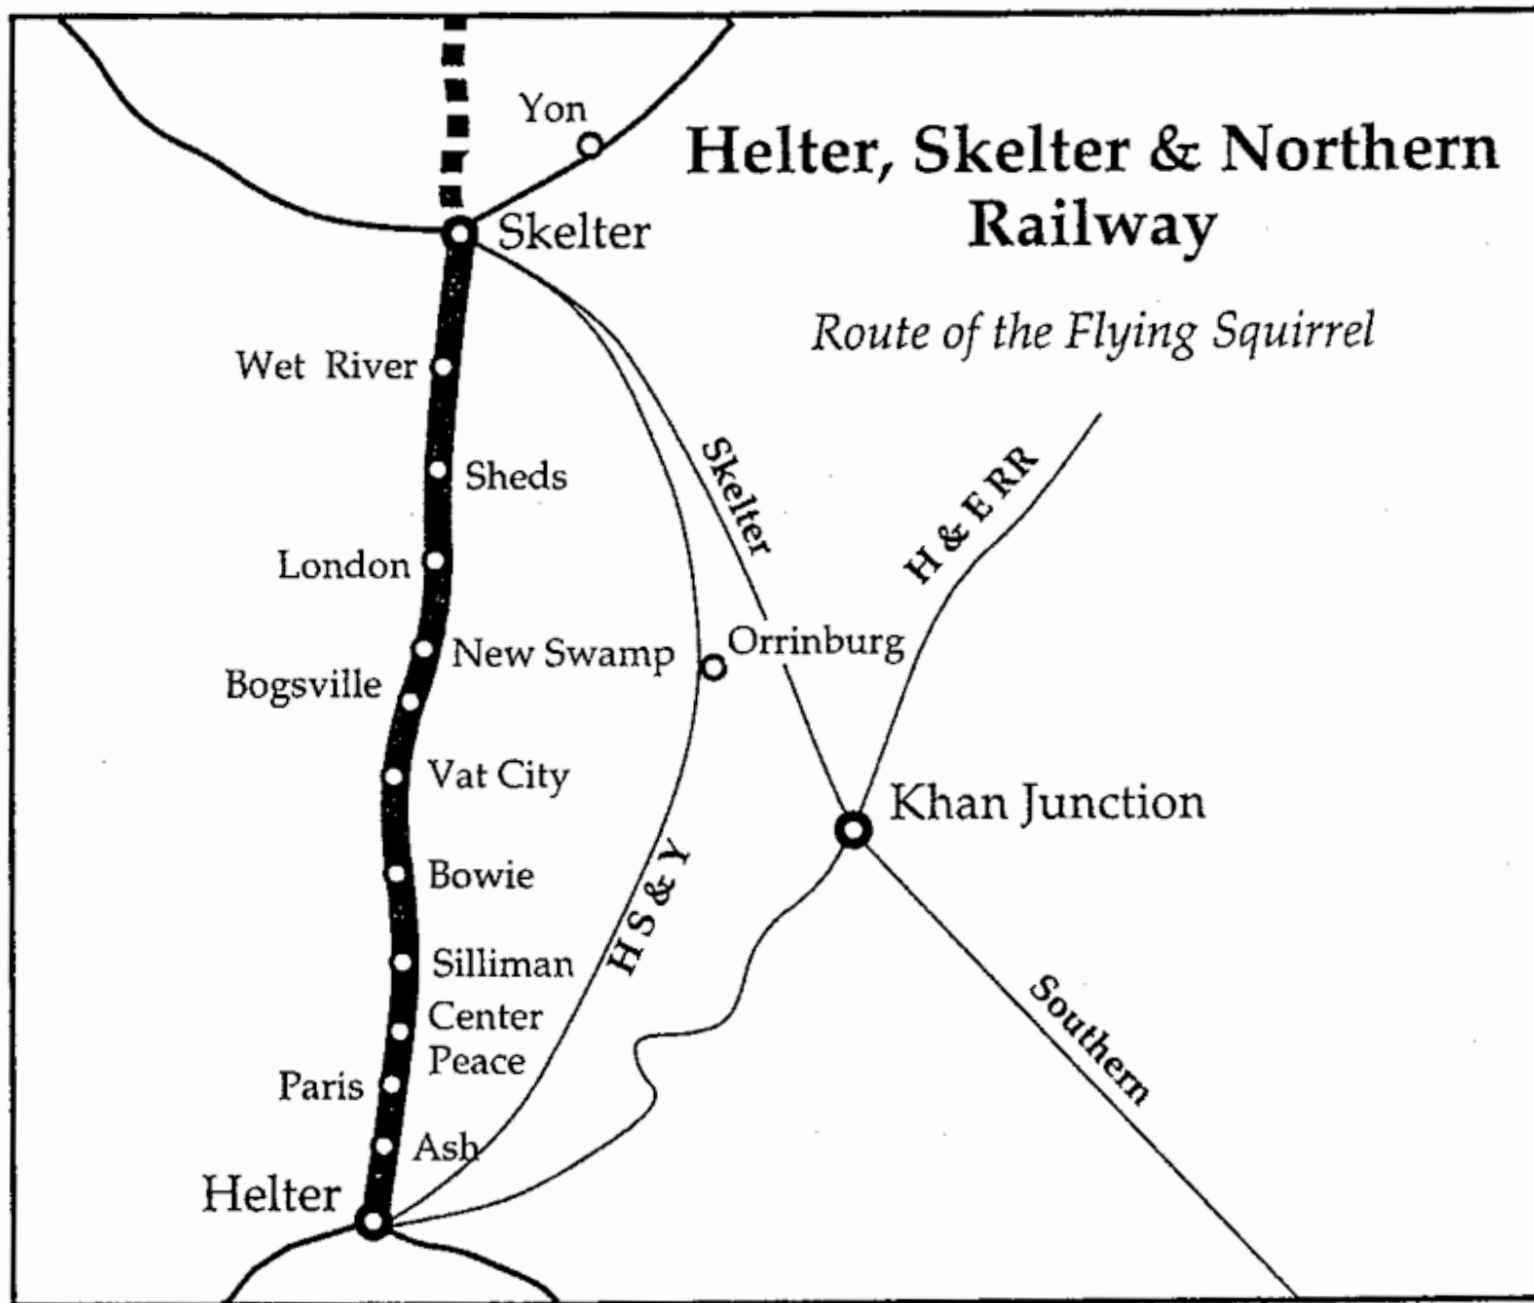 Yon
Helter, Skelter & Northern
Railway
Skelter
Route of the Flying Squirrel
Wet River
Sheds
Skelter
H & E RR
London
Orrinburg
New Swamp
Bogsville
Vat City
Khan Junction
H S & Y
Bowie
Silliman
Center
Peace
Southern
Paris
Ash
Helter